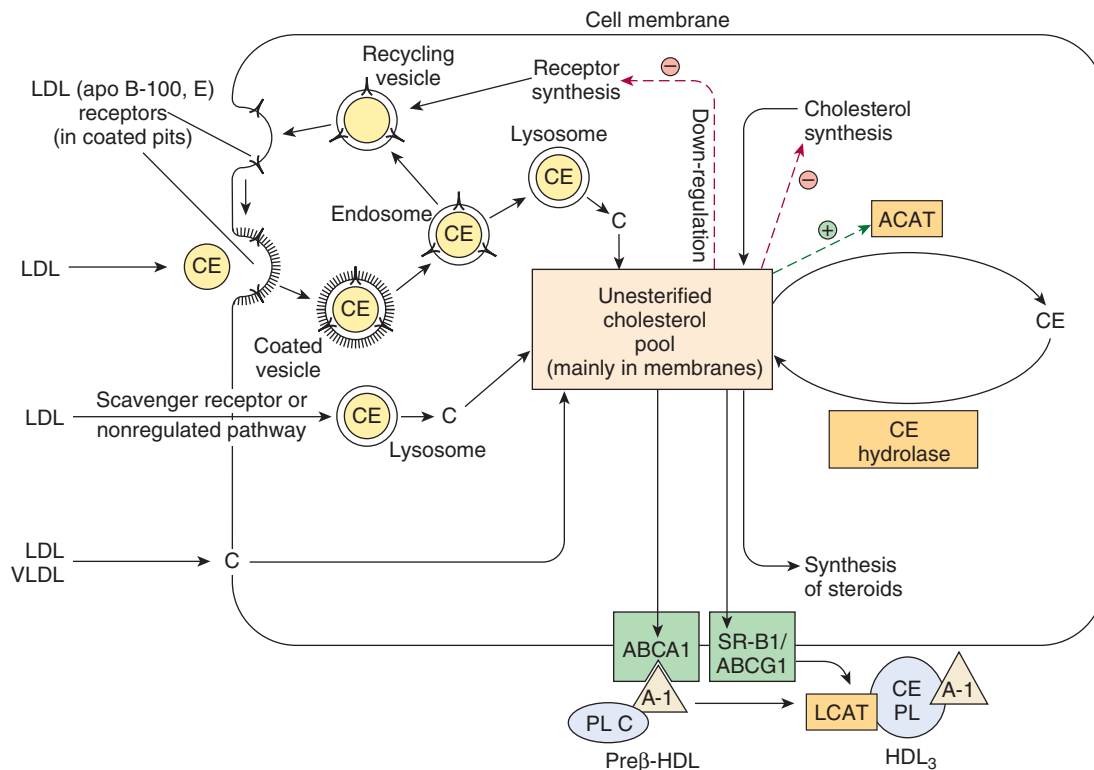 Cell membrane
Recycling
vesicle
LDL (apo B-100, E)
receptors
(in coated pits)
Receptor
synthesis
−
Down-regulation
Cholesterol
synthesis
−
Lysosome
CE
C
Endosome
CE
+
ACAT
LDL
CE
CE
Coated
vesicle
Unesterified
cholesterol
pool
(mainly in membranes)
CE
CE
hydrolase
LDL
Scavenger receptor or
nonregulated pathway
CE
C
Lysosome
LDL
VLDL
C
Synthesis
of steroids
ABCA1
SR-B1/
ABCG1
A-1
PL C
Preβ-HDL
LCAT
CE
PL
A-1
HDL₃